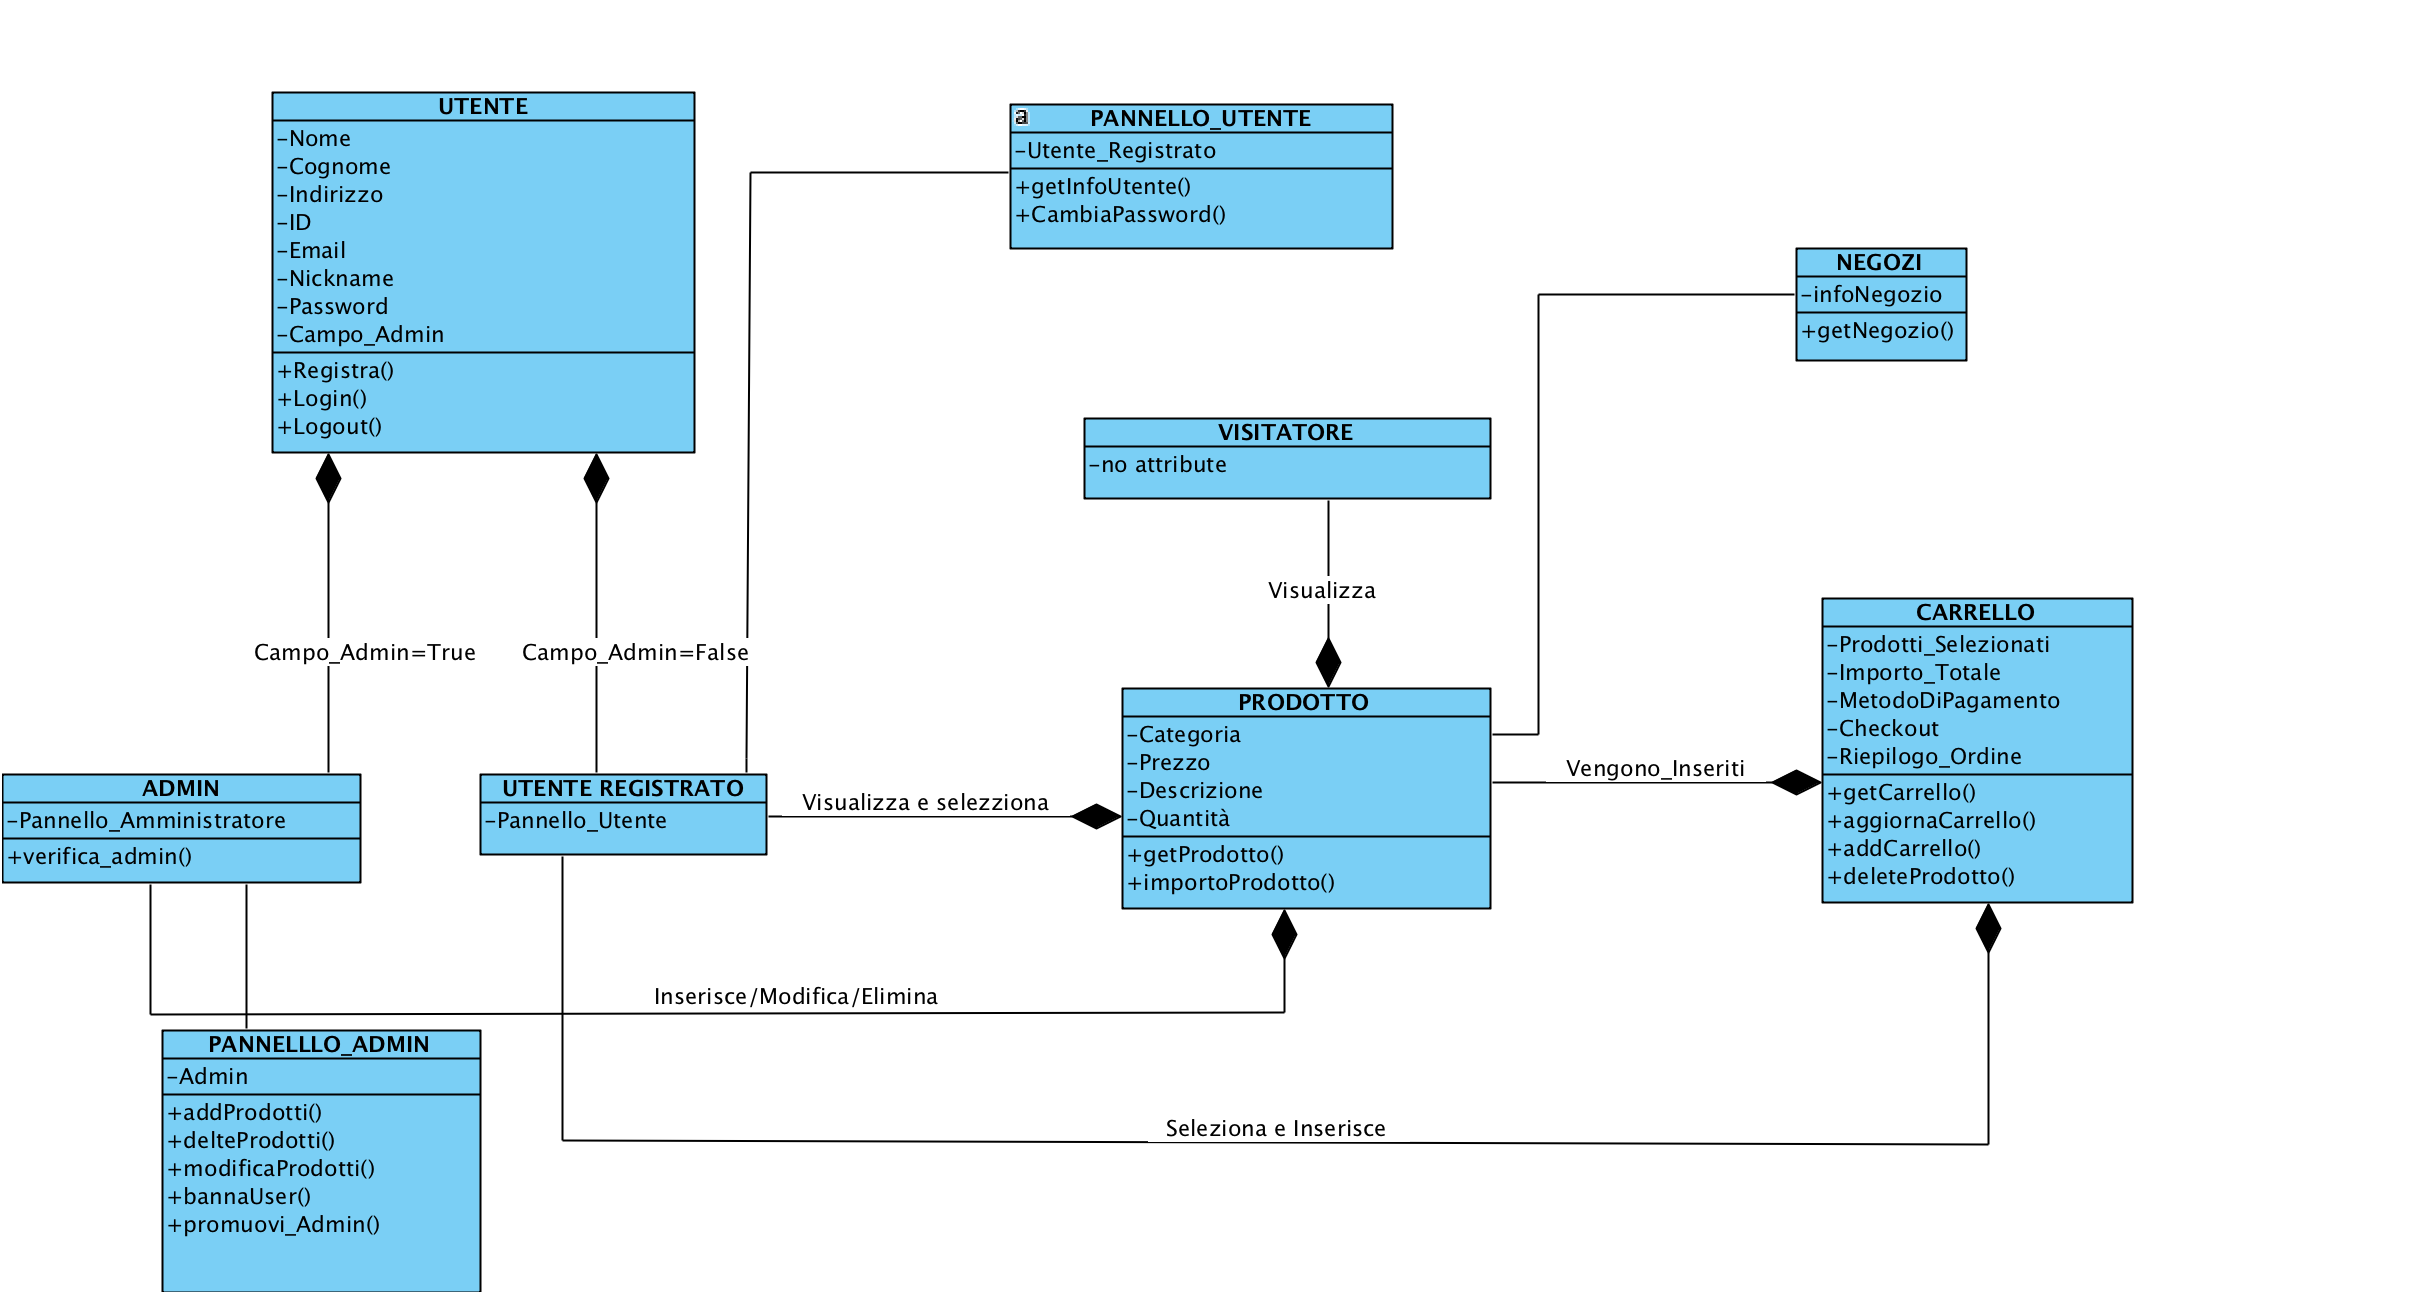 UTENTE
-Nome
-Cognome
-Indirizzo
-ID
-Email
-Nickname
-Password
-Campo_Admin
+Registra()
+Login()
+Logout()
a
PANNELLO_UTENTE
-Utente_Registrato
+getInfoUtente()
+CambiaPassword()
NEGOZI
-infoNegozio
+getNegozio()
VISITATORE
-no attribute
Visualizza
Campo_Admin=True
Campo_Admin=False
CARRELLO
-Prodotti_Selezionati
-Importo_Totale
-MetodoDiPagamento
-Checkout
-Riepilogo_Ordine
+getCarrello()
+aggiornaCarrello()
+addCarrello()
+deleteProdotto()
PRODOTTO
-Categoria
-Prezzo
-Descrizione
-Quantità
+getProdotto()
+importoProdotto()
Vengono_Inseriti
ADMIN
-Pannello_Amministratore
+verifica_admin()
UTENTE REGISTRATO
-Pannello_Utente
Visualizza e selezziona
Inserisce/Modifica/Elimina
PANNELLLO_ADMIN
-Admin
+addProdotti()
+delteProdotti()
+modificaProdotti()
+bannaUser()
+promuovi_Admin()
Seleziona e Inserisce